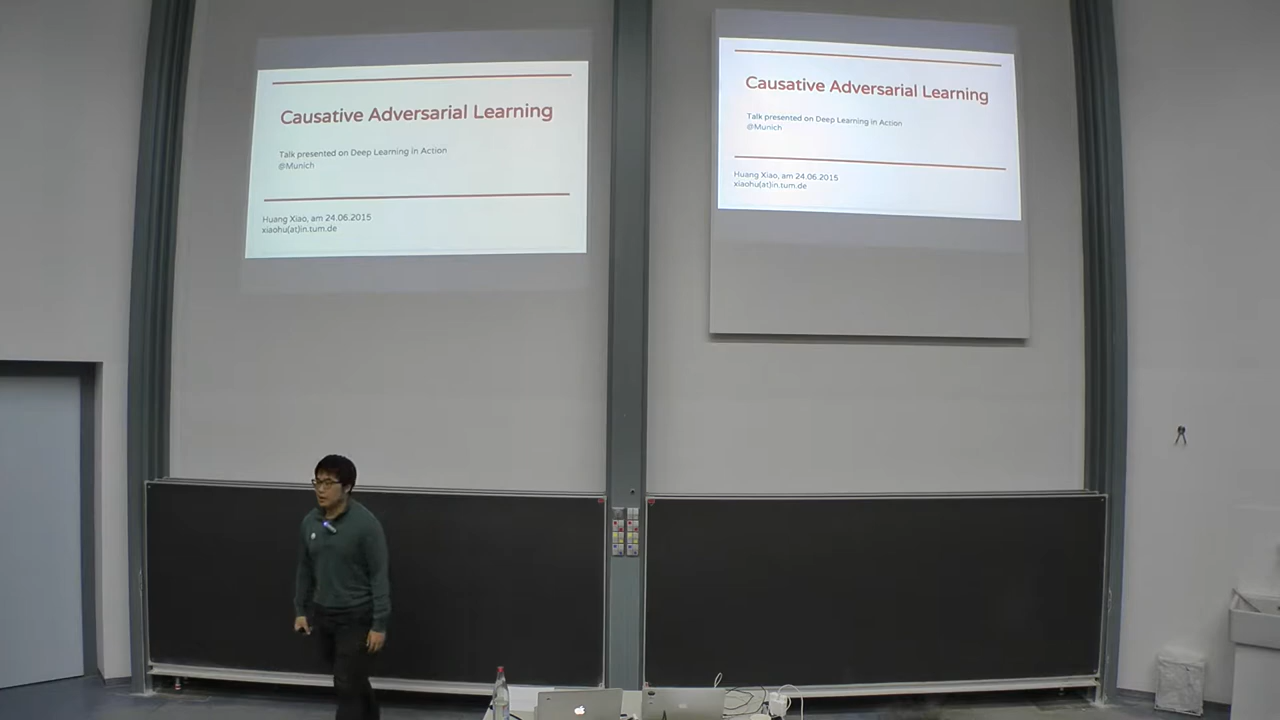 Causative Adversarial Learning
Talk presented on Deep Learning in Action
@Munich
Huang Xiao, am 24.06.2015
xiaohu(at)in.tum.de
Causative Adversarial Learning
Talk presented on Deep Learning in Action
@Munich
Huang Xiao, am 24.06.2015
xiaohu(at)in.tum.de